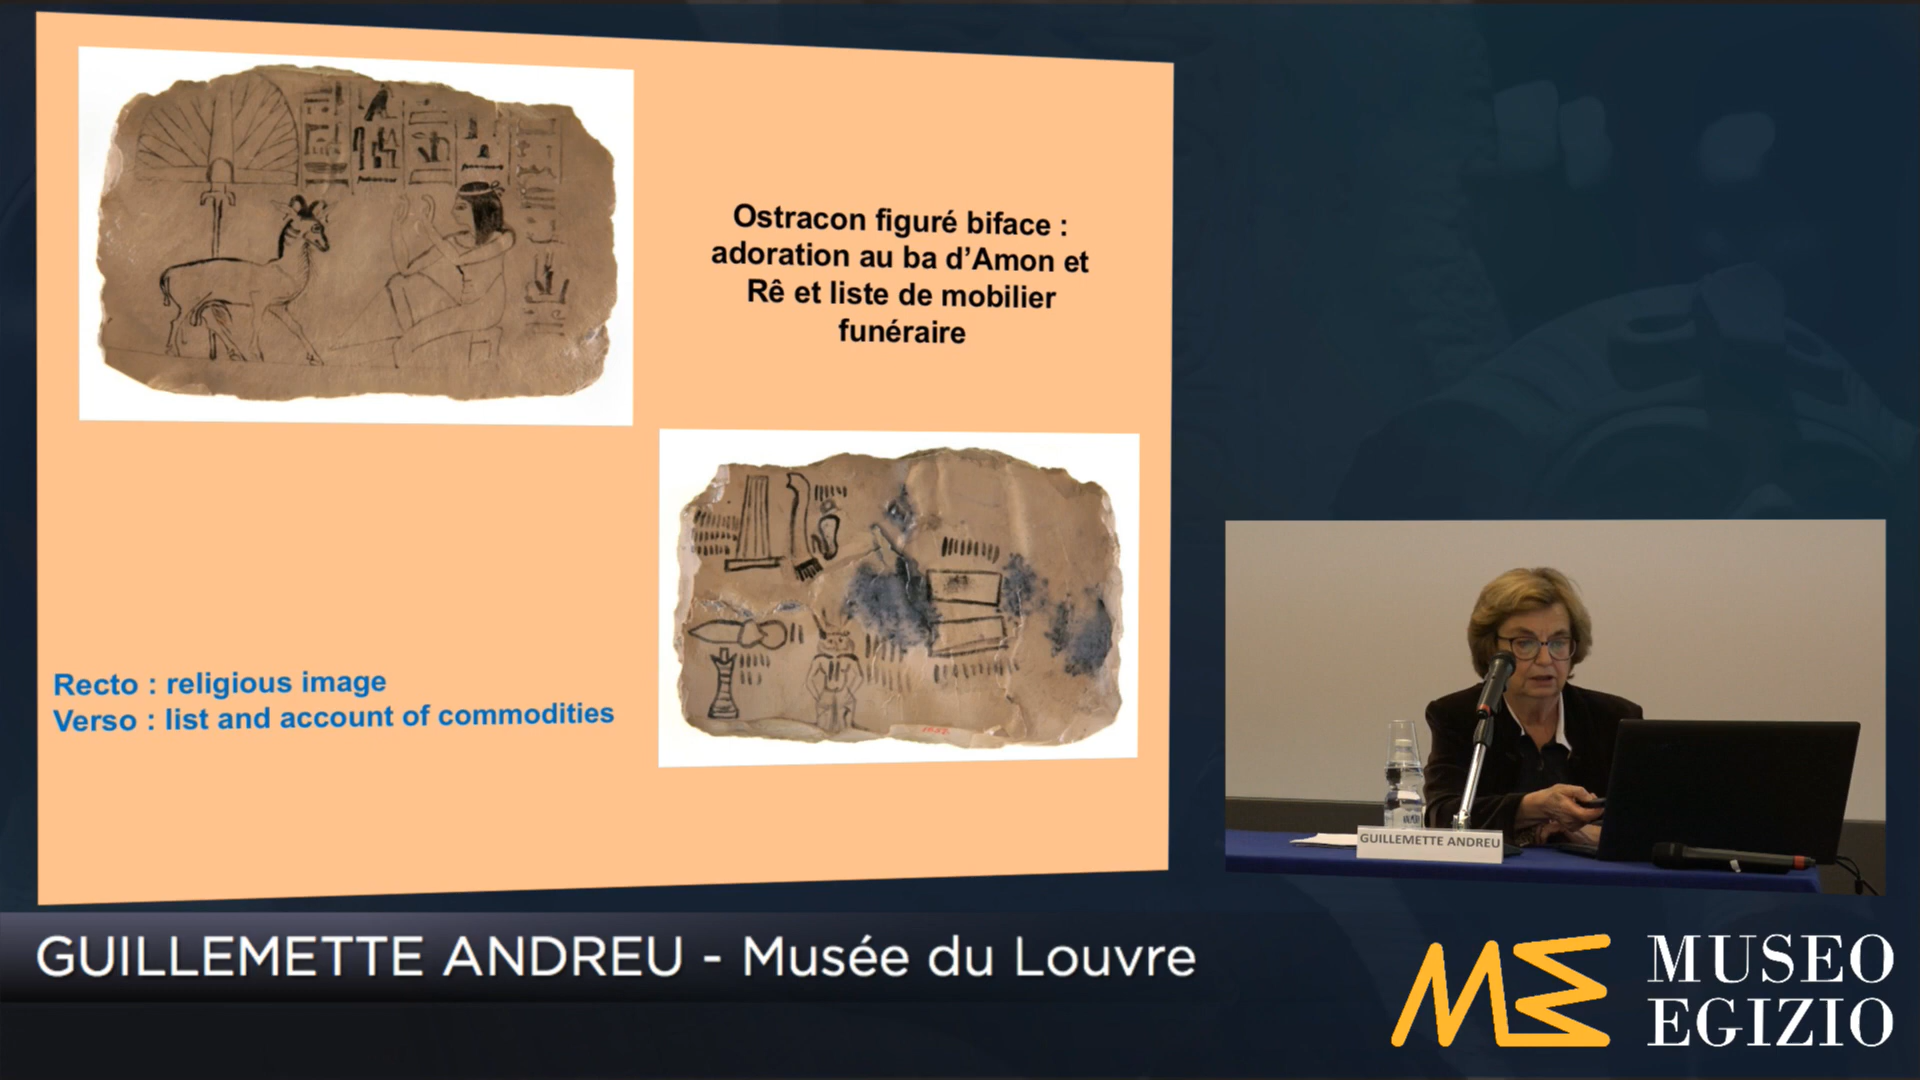 Ostracon figuré biface :
adoration au ba d'Amon et
Rê et liste de mobilier
funéraire
Recto : religious image
Verso : list and account of commodities
GUILLEMETTE ANDREU
GUILLEMETTE ANDREU - Musée du Louvre
ME MUSEO
EGIZIO